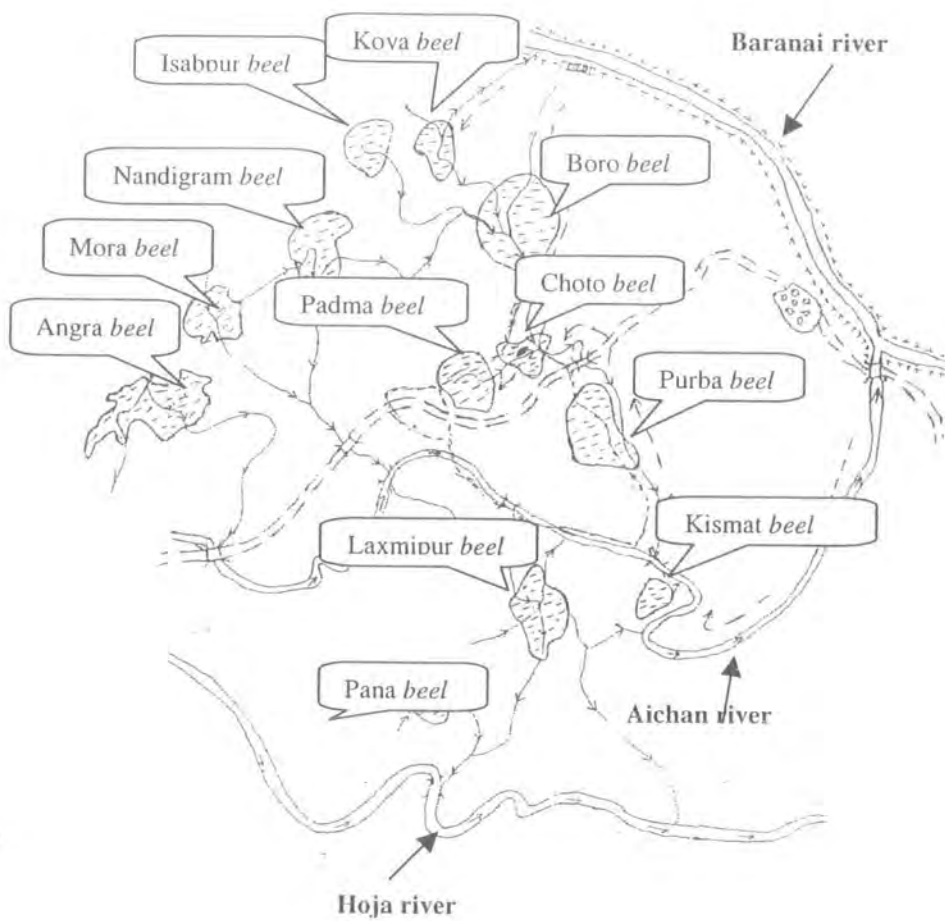 Kova beel
Baranai river
Isabpur beel
Boro beel
Nandigram beel
Mora beel
Choto beel
Padma beel
Angra beel
Purba beel
Kismat beel
Laxmipur beel
Pana beel
Aichan river
Hoja river